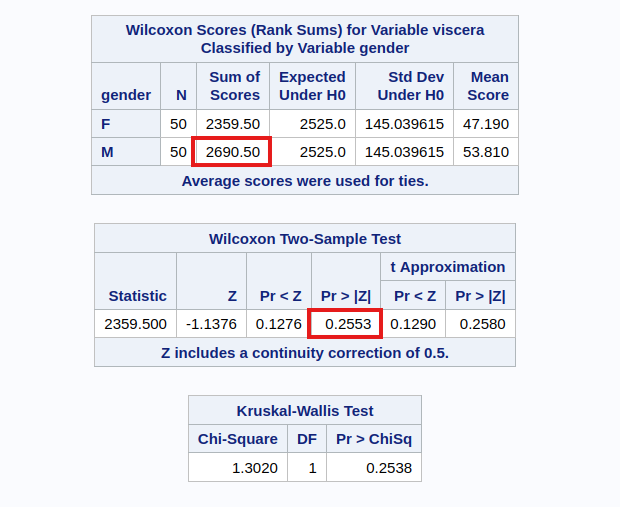 Wilcoxon Scores (Rank Sums) for Variable viscera
Classified by Variable gender
gender N Sum of Scores Expected Under H0 Std Dev Under H0 Mean Score
F 50 2359.50 2525.0 145.039615 47.190
M 50 2690.50 2525.0 145.039615 53.810
Average scores were used for ties.
Wilcoxon Two-Sample Test
t Approximation
Statistic Z Pr < Z Pr > |Z| Pr < Z Pr > |Z|
2359.500 -1.1376 0.1276 0.2553 0.1290 0.2580
Z includes a continuity correction of 0.5.
Kruskal-Wallis Test
Chi-Square DF Pr > ChiSq
1.3020 1 0.2538